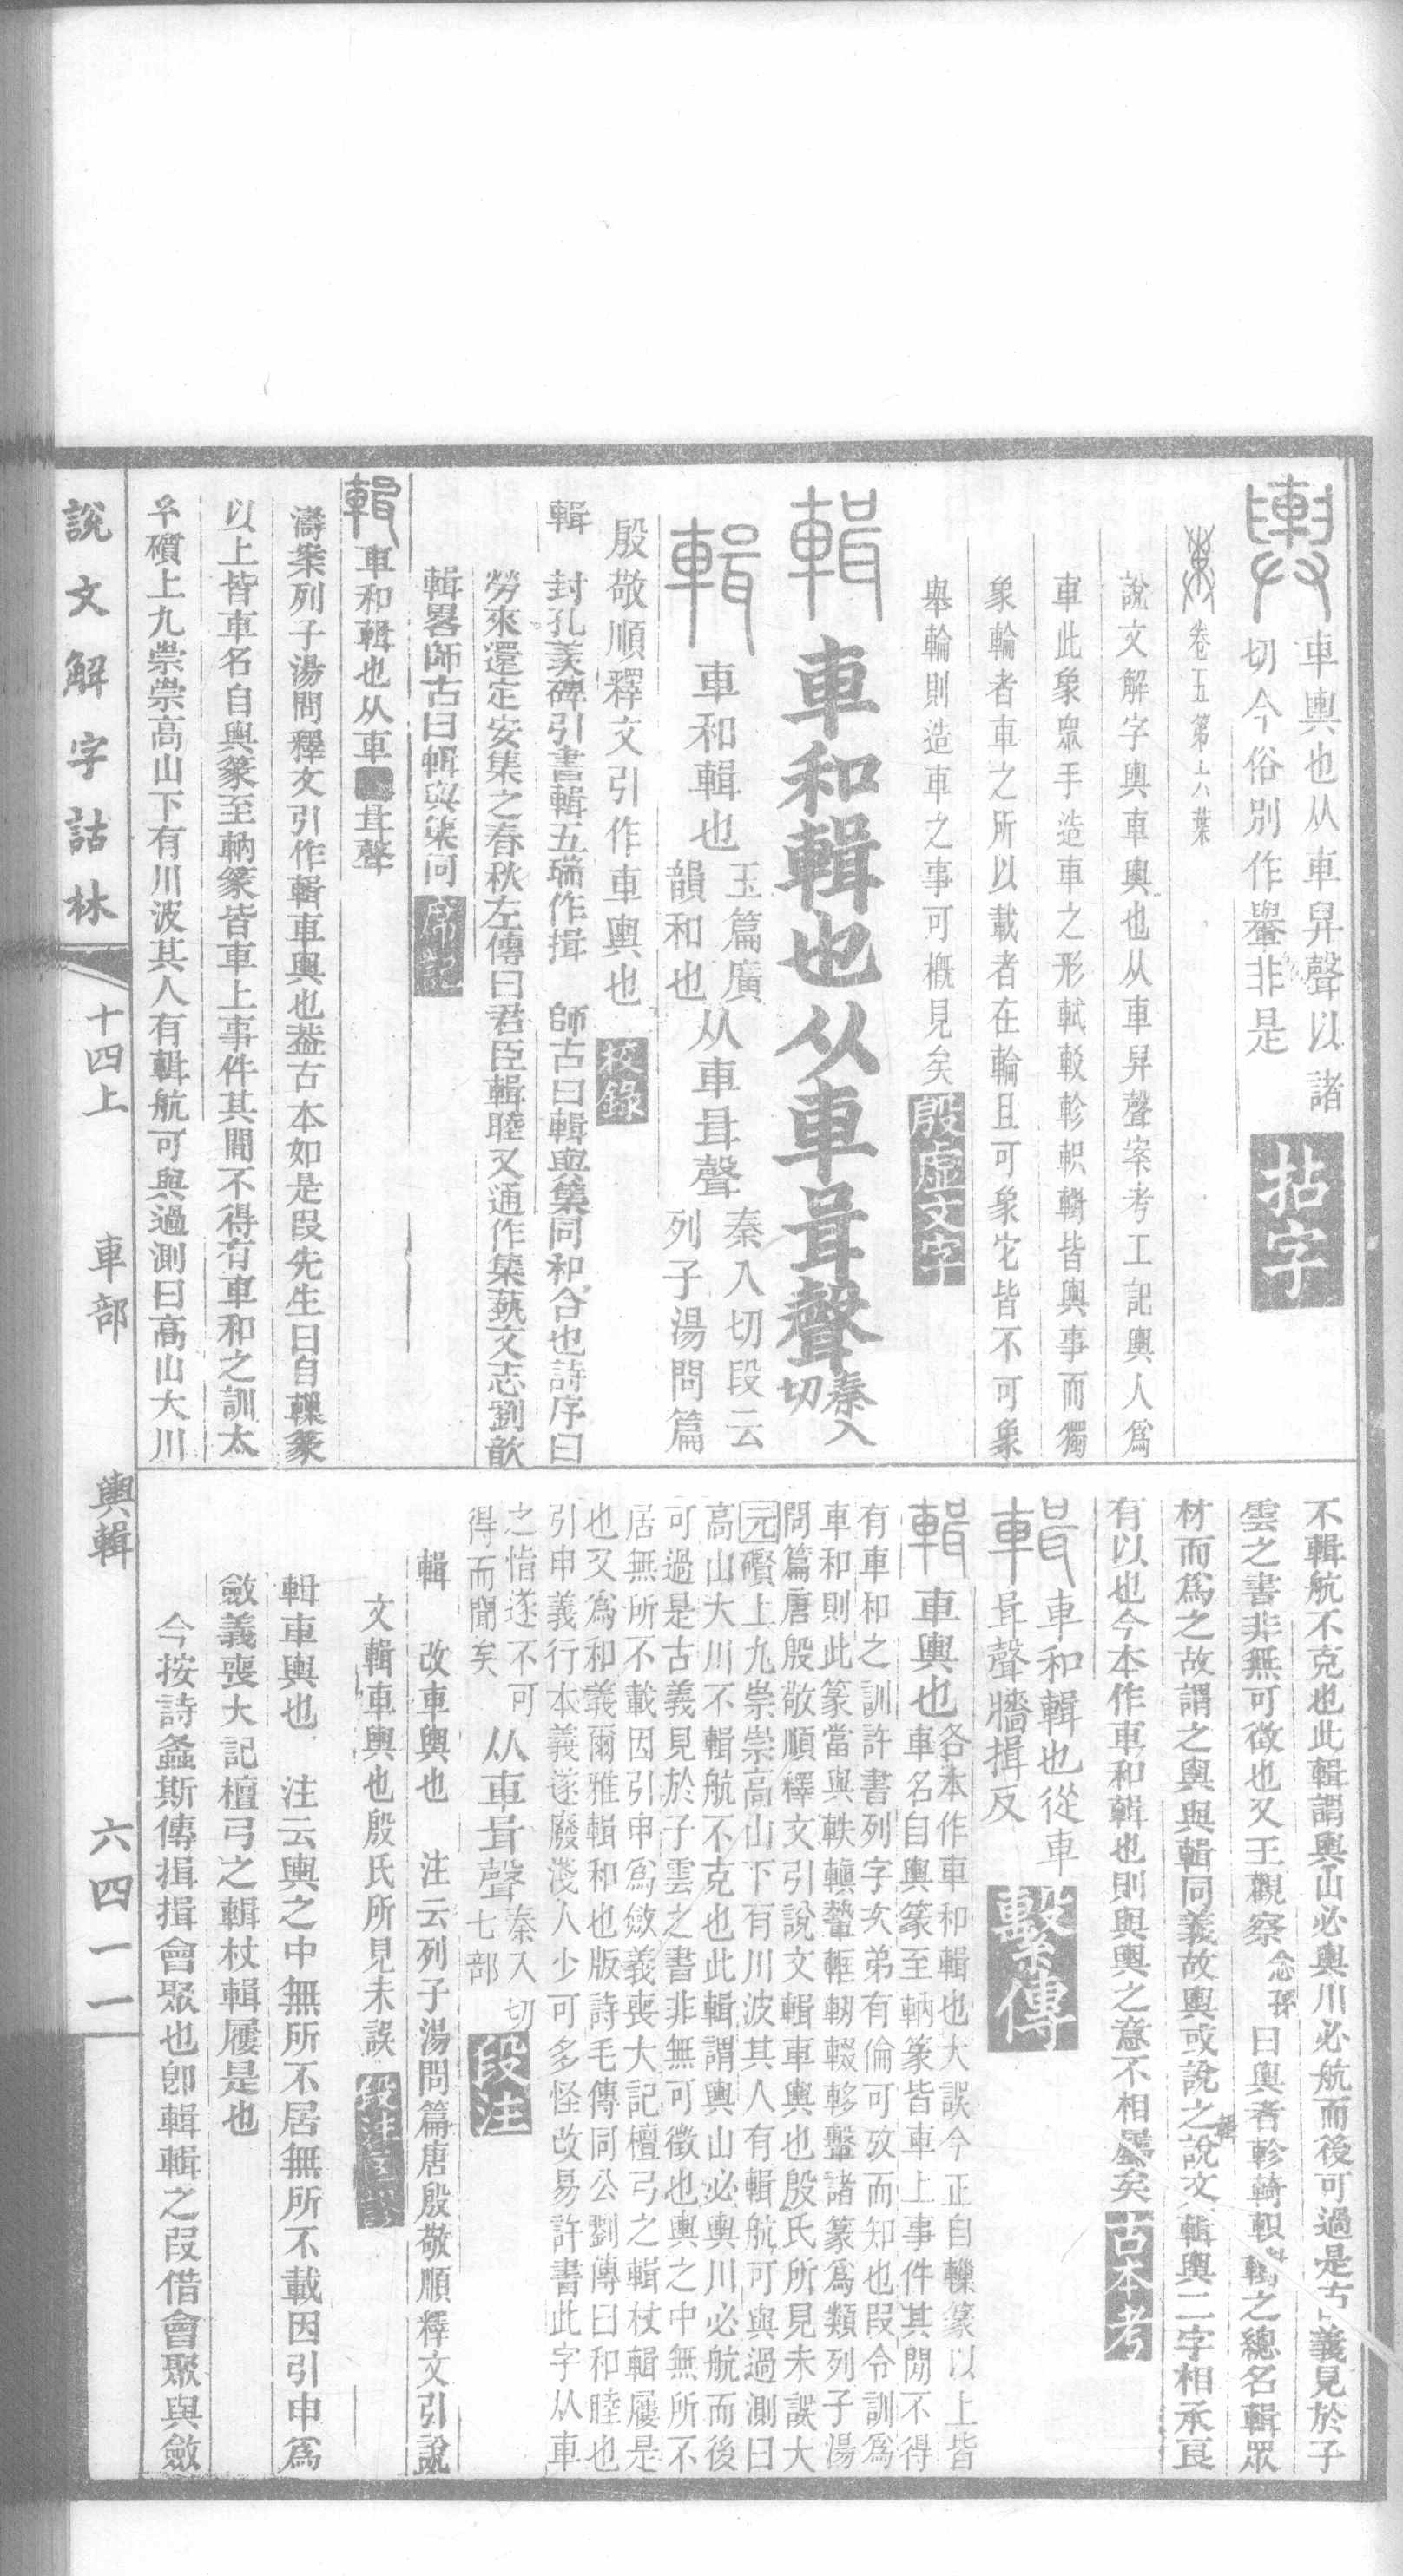 輿 車輿也从車舁聲以諸
切今俗別作轝非是 拈字
卷五第十六葉
說文解字輿車輿也从車舁聲案考工記輿人爲
車此象衆手造車之形軾較軫軹輢皆輿事而獨
象輪者車之所以載者在輪且可象它皆不可象
舉輪則造車之事可概見矣 殷虛文字
輯 車和輯也从車咠聲 秦入切
輯 車和輯也 玉篇廣韻和也 从車咠聲 秦入切段云列子湯問篇
殷敬順釋文引作車輿也 校錄
輯 封孔羨碑引書輯五瑞作揖 師古曰輯與集同和合也詩序曰
勞來還定安集之春秋左傳曰君臣輯睦又通作集藝文志劉歆
輯畧師古曰輯與集同 席記
輯 車和輯也从車咠聲
濤案列子湯問釋文引作輯車輿也葢古本如是段先生曰自轈篆
以上皆車名自輿篆至軜篆皆車上事件其間不得有車和之訓太
玄礩上九崇崇高山下有川波其人有輯航可與過測曰高山大川
不輯航不克也此輯謂輿山必輿川必航而後可過是古義見於子
雲之書非無可徵也又王觀察 念孫 曰輿者軫輢軹輯之總名輯眾
材而爲之故謂之輿輿輯同義故輿或說之輯說文輯輿二字相承良
有以也今本作車和輯也則與輿之意不相屬矣 古本考
輯 車和輯也從車
咠聲牆揖反 繫傳
輯 車輿也 各本作車和輯也大誤今正自轈篆以上皆
車名自輿篆至軜篆皆車上事件其閒不得
有車和之訓許書列字次弟有倫可攷而知也叚令訓爲
車和則此篆當與軼轒輦軭軔輟軫鑿諸篆爲類列子湯
問篇唐殷敬順釋文引說文輯車輿也殷氏所見未誤大
元礥上九崇崇高山下有川波其人有輯航可與過測曰
高山大川不輯航不克也此輯謂輿山必輿川必航而後
可過是古義見於子雲之書非無可徵也輿之中無所不
居無所不載因引申爲斂義喪大記檀弓之輯杖輯屨是
也又爲和義爾雅輯和也版詩毛傳同公劉傳曰和睦也
引申義行本義遂廢淺人少可多怪改易許書此字从車
之恉遂不可
得而聞矣 从車咠聲 秦入切
七部 段注
輯 改車輿也 注云列子湯問篇唐殷敬順釋文引說
文輯車輿也殷氏所見未誤
輯車輿也 注云輿之中無所不居無所不載因引申爲
斂義喪大記檀弓之輯杖輯屨是也
今按詩螽斯傳揖揖會聚也卽輯輯之叚借會聚與斂
說文解字詁林 十四上 車部 輿輯 六四一一